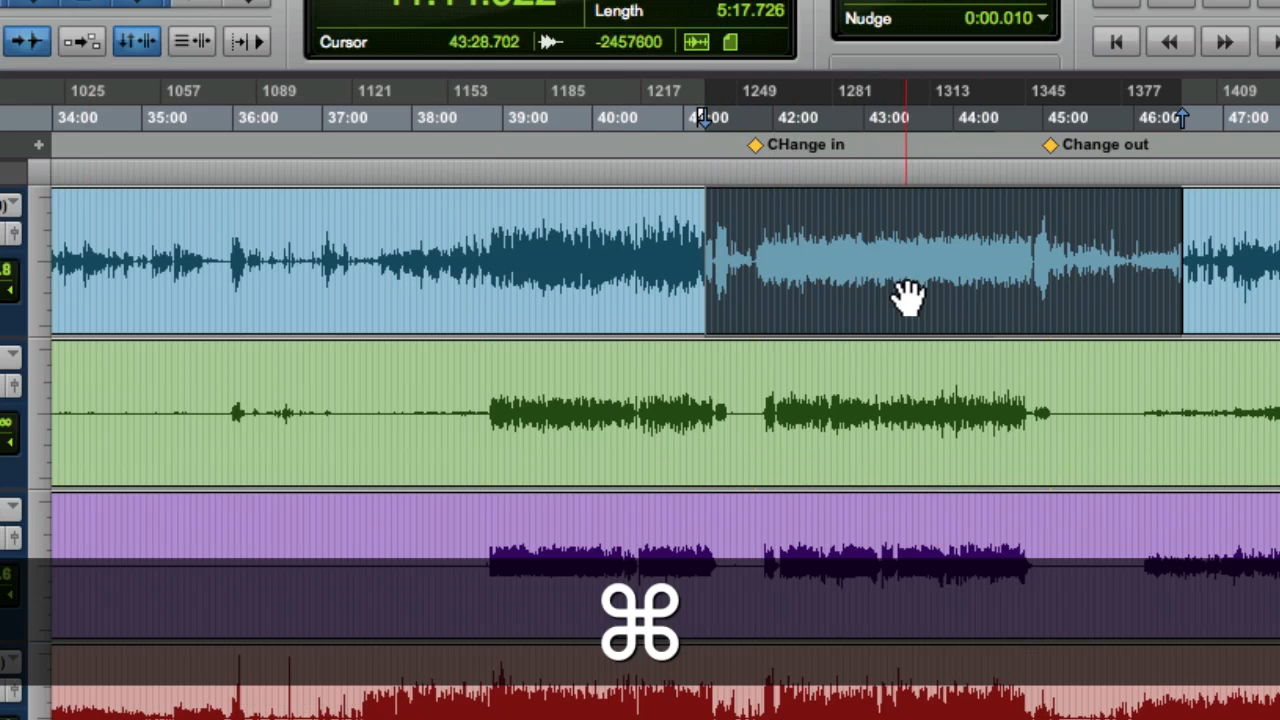 Length 5:17.726
Nudge 0:00.010
Cursor 43:28.702 -2457600
1025 1057 1089 1121 1153 1185 1217 1249 1281 1313 1345 1377 1409
34:00 35:00 36:00 37:00 38:00 39:00 40:00 42:00 43:00 44:00 45:00 46:00 47:00
CHange in Change out
.8
.6
⌘